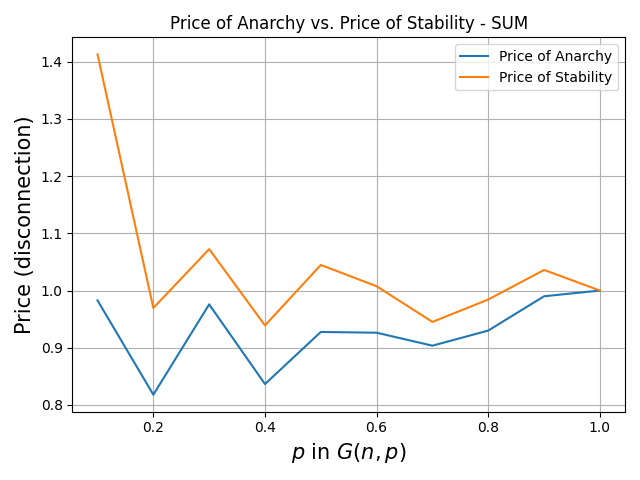 Price of Anarchy vs. Price of Stability - SUM
Price of Anarchy
Price of Stability
Price (disconnection)
1.4
1.3
1.2
1.1
1.0
0.9
0.8
0.2
0.4
0.6
0.8
1.0
p in G(n, p)